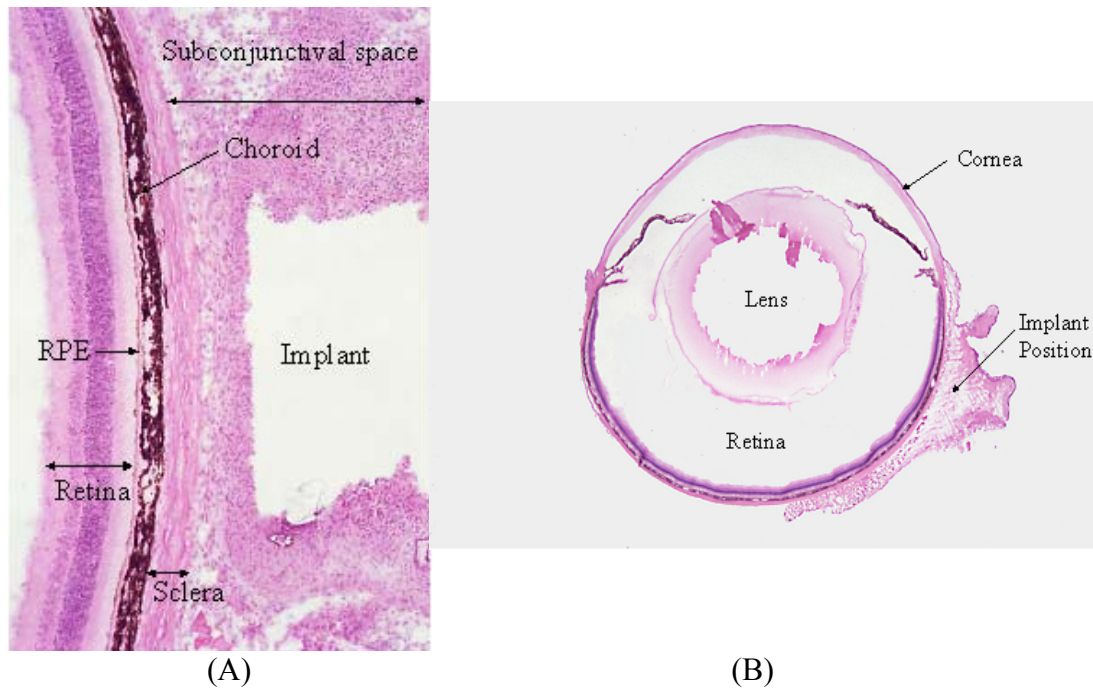 Subconjunctival space
Choroid
RPE
Implant
Retina
Sclera
(A)
Cornea
Lens
Implant
Position
Retina
(B)